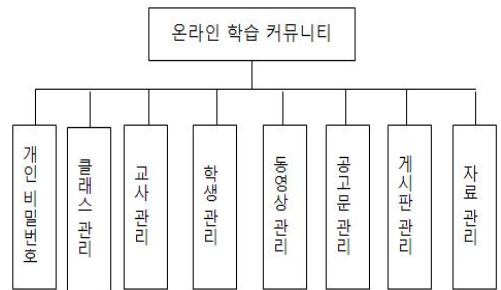 온라인 학습 커뮤니티
개인 비밀번호
클래스 관리
교사 관리
학생 관리
동영상 관리
공고문 관리
게시판 관리
자료 관리